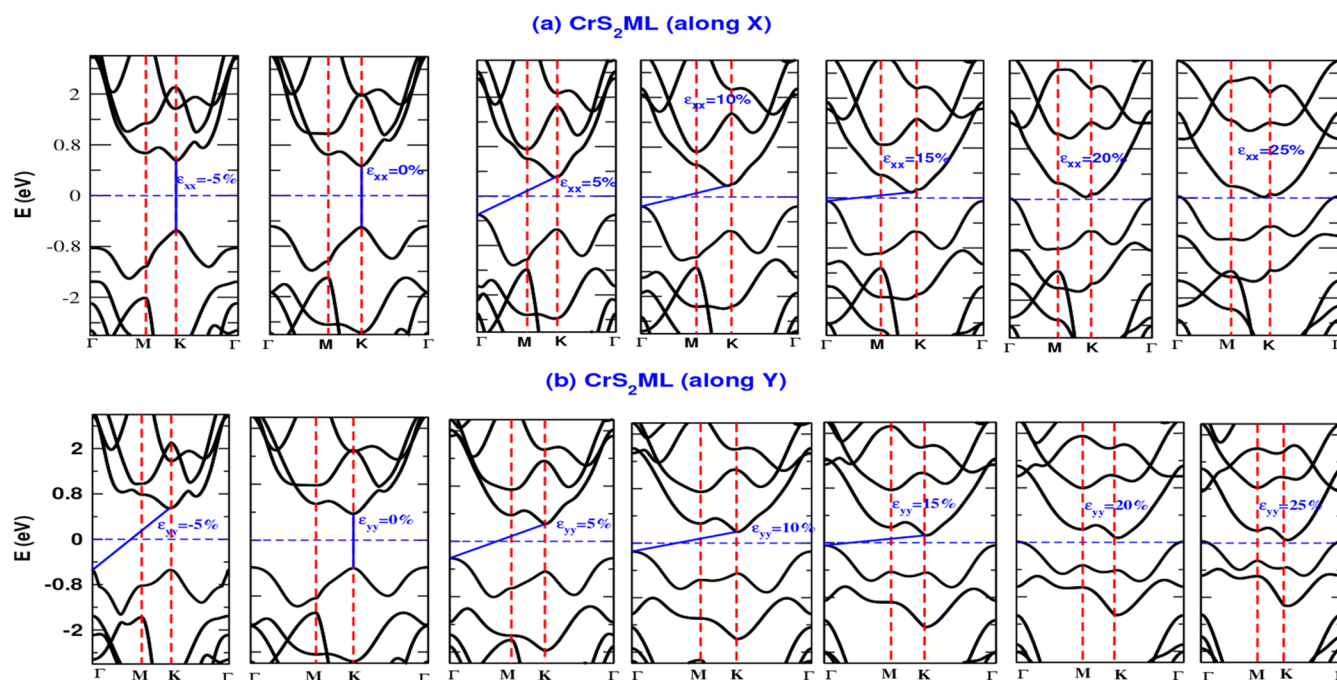 (a) CrS₂ML (along X)
E (eV)
2
0.8
0
-0.8
-2
εxx=-5%
εxx=0%
εxx=5%
εxx=10%
εxx=15%
εxx=20%
εxx=25%
Γ M K Γ
M K Γ
Γ M K Γ
Γ M K Γ
Γ M K Γ
Γ M K Γ
Γ M K Γ
(b) CrS₂ML (along Y)
E (eV)
2
0.8
0
-0.8
-2
εyy=-5%
εyy=0%
εyy=5%
εyy=10%
εyy=15%
εyy=20%
εyy=25%
Γ M K Γ
Γ M K Γ
Γ M K Γ
Γ M K Γ
Γ M K Γ
Γ M K Γ
Γ M K Γ